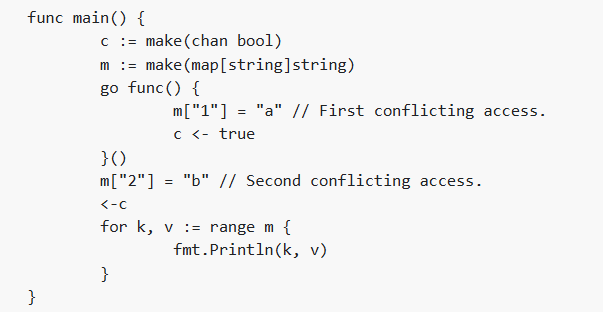 func main() {
        c := make(chan bool)
        m := make(map[string]string)
        go func() {
                m["1"] = "a" // First conflicting access.
                c <- true
        }()
        m["2"] = "b" // Second conflicting access.
        <-c
        for k, v := range m {
                fmt.Println(k, v)
        }
}